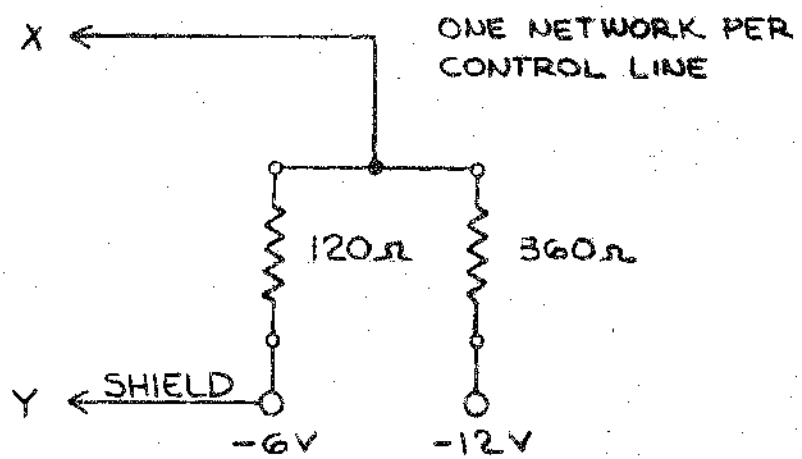 X
ONE NETWORK PER
CONTROL LINE
120Ω
360Ω
Y
SHIELD
-6V
-12V